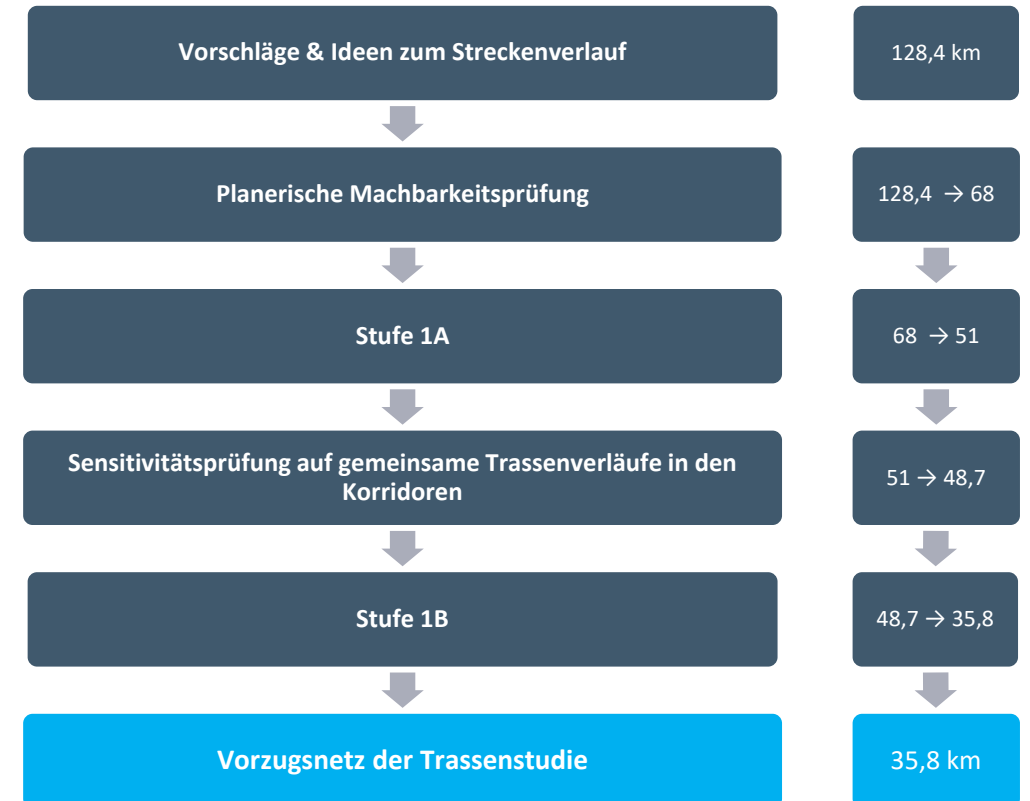 Vorschläge & Ideen zum Streckenverlauf
128,4 km
Planerische Machbarkeitsprüfung
128,4 → 68
Stufe 1A
68 → 51
Sensitivitätsprüfung auf gemeinsame Trassenverläufe in den
Korridoren
51 → 48,7
Stufe 1B
48,7 → 35,8
Vorzugsnetz der Trassenstudie
35,8 km